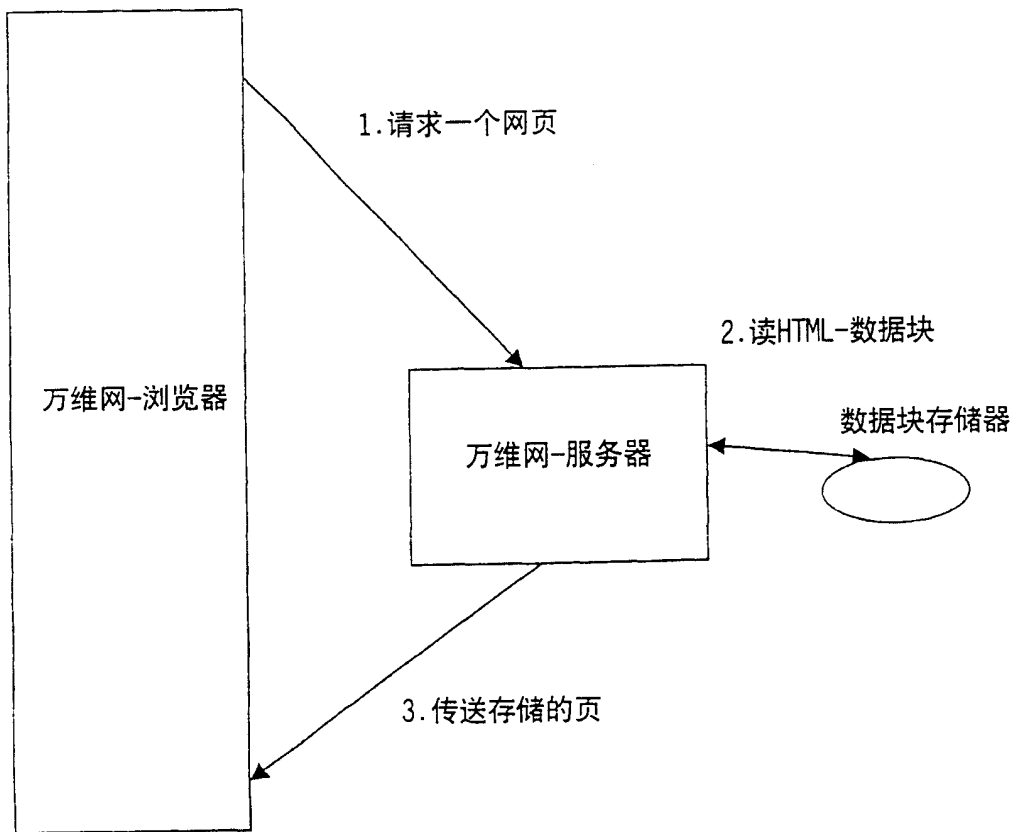 1.请求一个网页
2.读HTML-数据块
万维网-浏览器
数据块存储器
万维网-服务器
3.传送存储的页